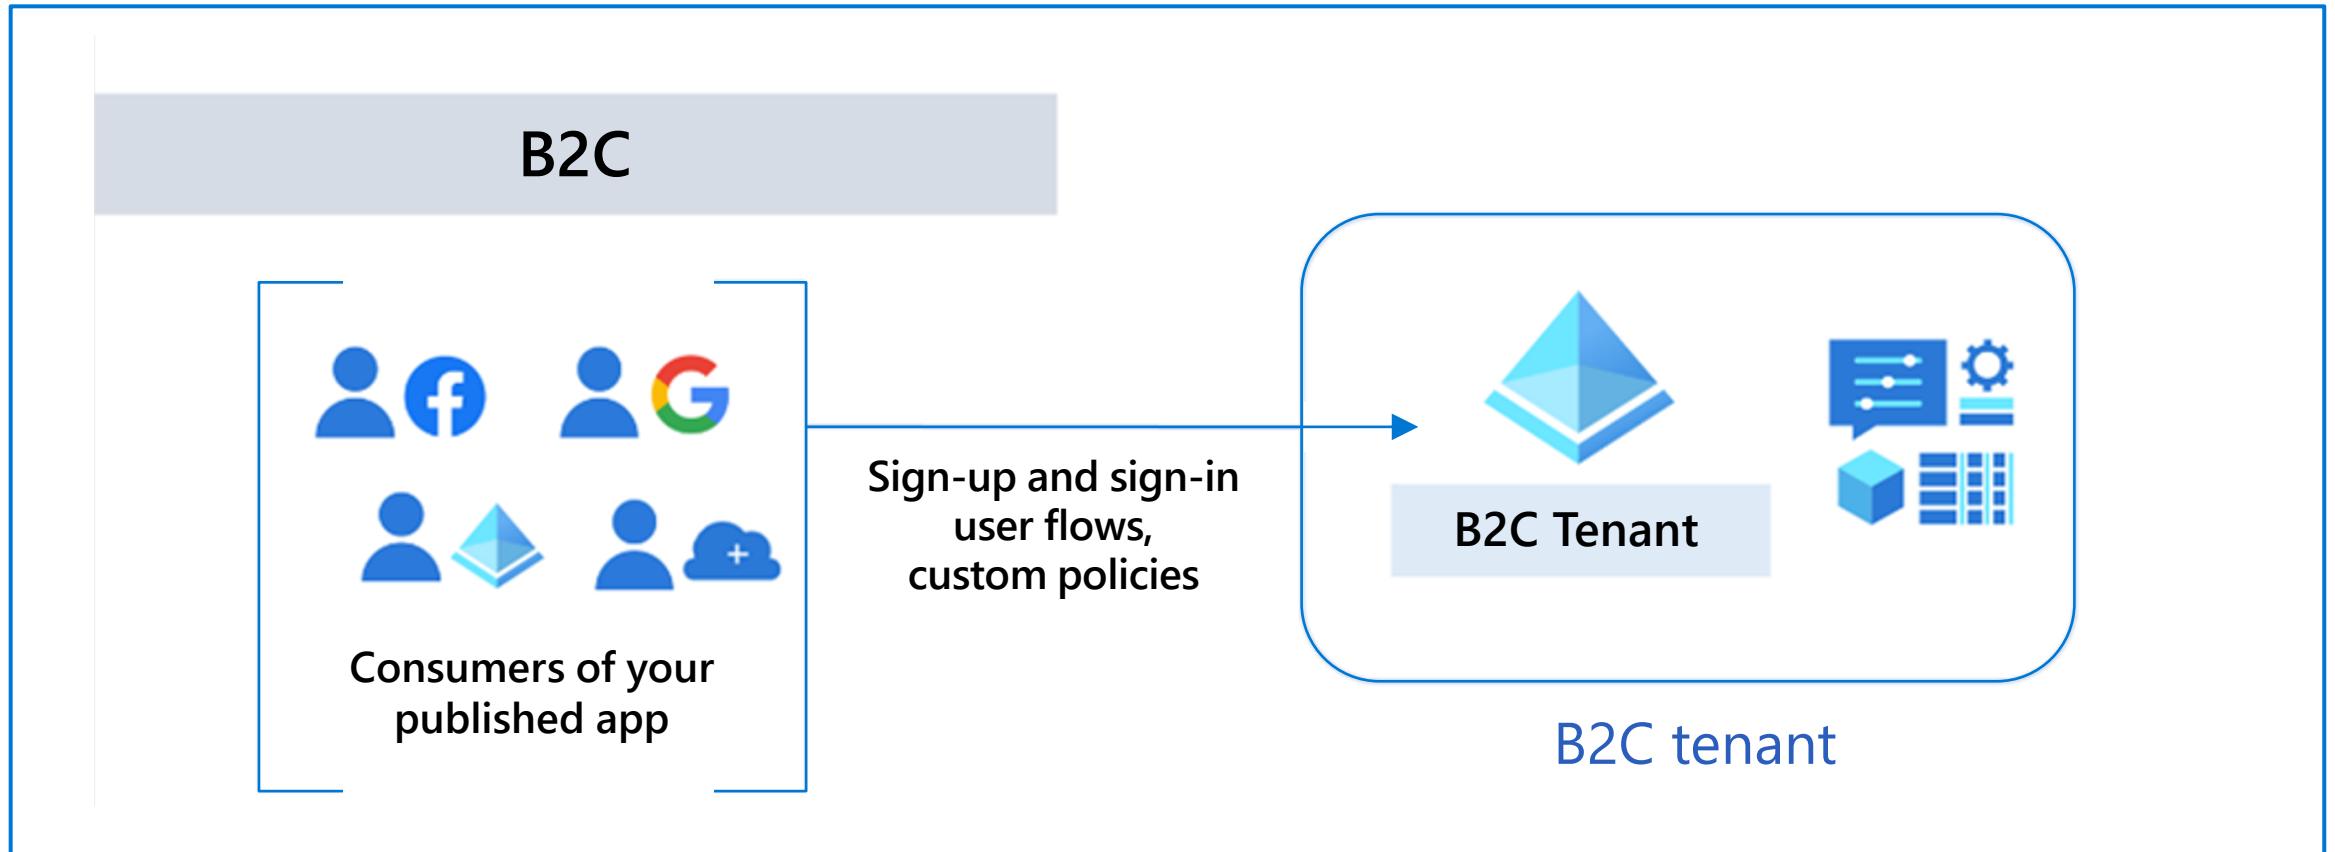 B2C
Sign-up and sign-in
user flows,
custom policies
B2C Tenant
Consumers of your
published app
B2C tenant